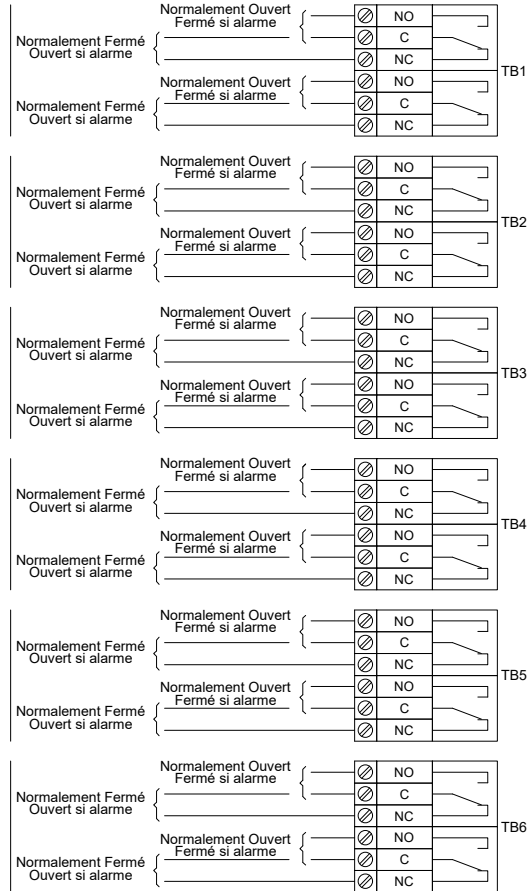 Normalement Ouvert
Fermé si alarme
NO
Normalement Fermé
Ouvert si alarme
C
NC
TB1
Normalement Ouvert
Fermé si alarme
NO
Normalement Fermé
Ouvert si alarme
C
NC
Normalement Ouvert
Fermé si alarme
NO
Normalement Fermé
Ouvert si alarme
C
NC
TB2
Normalement Ouvert
Fermé si alarme
NO
Normalement Fermé
Ouvert si alarme
C
NC
Normalement Ouvert
Fermé si alarme
NO
Normalement Fermé
Ouvert si alarme
C
NC
TB3
Normalement Ouvert
Fermé si alarme
NO
Normalement Fermé
Ouvert si alarme
C
NC
Normalement Ouvert
Fermé si alarme
NO
Normalement Fermé
Ouvert si alarme
C
NC
TB4
Normalement Ouvert
Fermé si alarme
NO
Normalement Fermé
Ouvert si alarme
C
NC
Normalement Ouvert
Fermé si alarme
NO
Normalement Fermé
Ouvert si alarme
C
NC
TB5
Normalement Ouvert
Fermé si alarme
NO
Normalement Fermé
Ouvert si alarme
C
NC
Normalement Ouvert
Fermé si alarme
NO
Normalement Fermé
Ouvert si alarme
C
NC
TB6
Normalement Ouvert
Fermé si alarme
NO
Normalement Fermé
Ouvert si alarme
C
NC